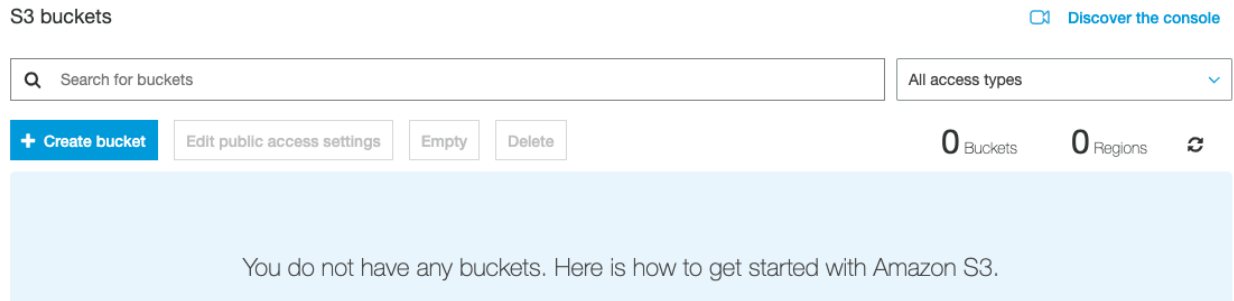 S3 buckets Discover the console
Search for buckets All access types
Create bucket Edit public access settings Empty Delete 0 Buckets 0 Regions
You do not have any buckets. Here is how to get started with Amazon S3.